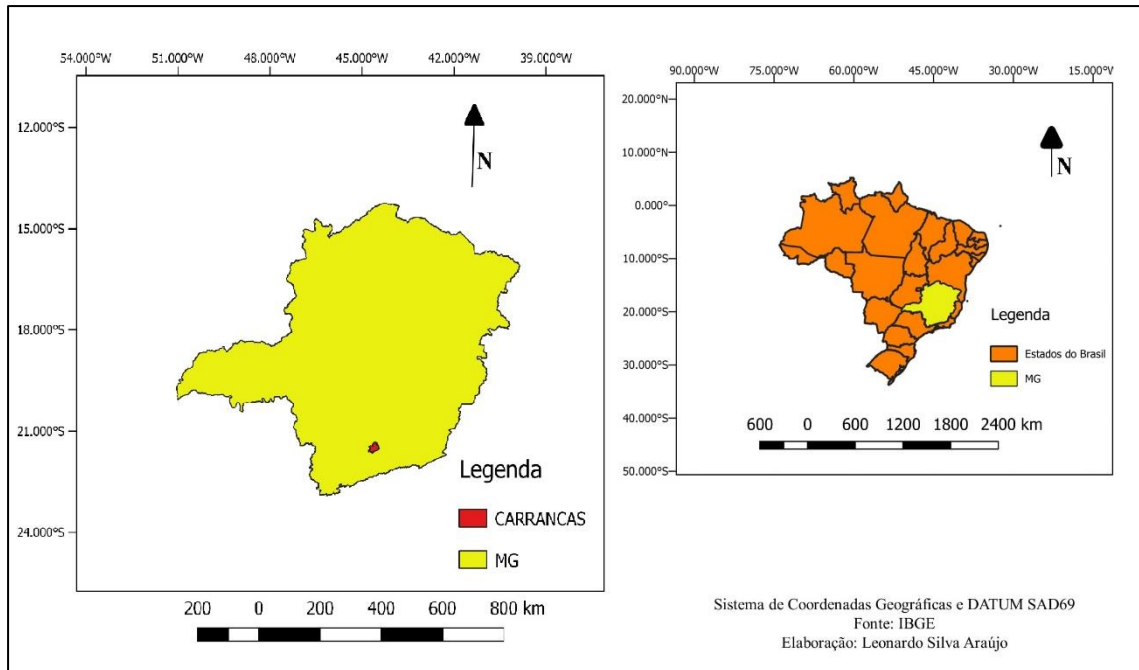 54.000°W 51.000°W 48.000°W 45.000°W 42.000°W 39.000°W
12.000°S
15.000°S
18.000°S
21.000°S
24.000°S
N
Legenda
CARRANCAS
MG
200 0 200 400 600 800 km
90.000°W 75.000°W 60.000°W 45.000°W 30.000°W 15.000°W
20.000°N
10.000°N
0.000°
10.000°S
20.000°S
30.000°S
40.000°S
50.000°S
N
Legenda
Estados do Brasil
MG
600 0 600 1200 1800 2400 km
Sistema de Coordenadas Geográficas e DATUM SAD69
Fonte: IBGE
Elaboração: Leonardo Silva Araújo